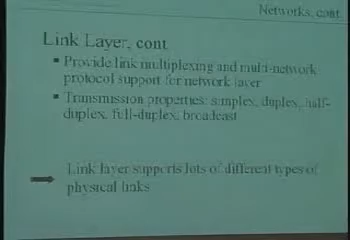 Networks, cont
Link Layer, cont
Provide link multiplexing and multi-network
protocol support for network layer
Transmission properties: simplex, duplex, half-
duplex, full-duplex, broadcast
Link layer supports lots of different types of
physical links